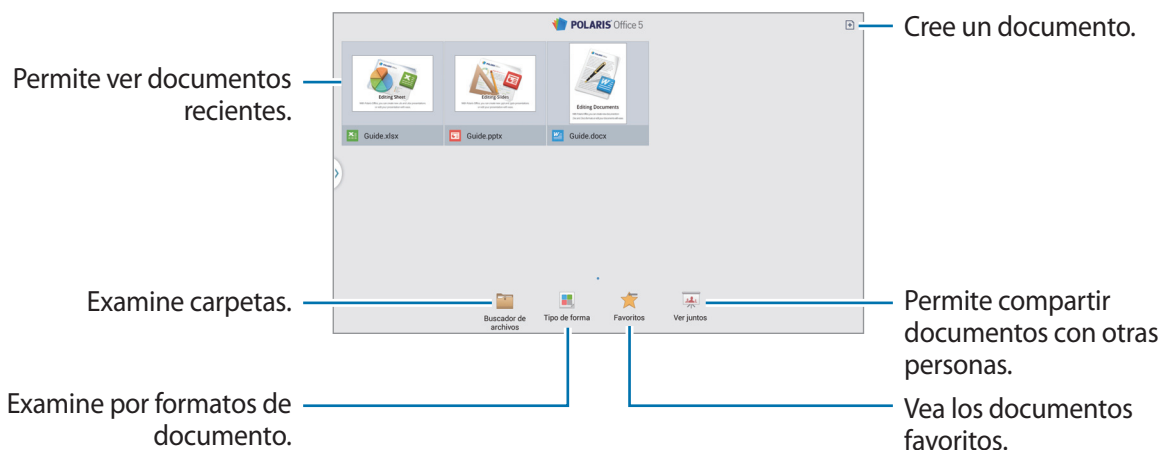 POLARIS Office 5
Cree un documento.
Permite ver documentos
recientes.
Editing Sheet
Editing Slides
Editing Documents
Guide.xlsx
Guide.pptx
Guide.docx
Examine carpetas.
Buscador de
archivos
Tipo de forma
Favoritos
Ver juntos
Permite compartir
documentos con otras
personas.
Examine por formatos de
documento.
Vea los documentos
favoritos.